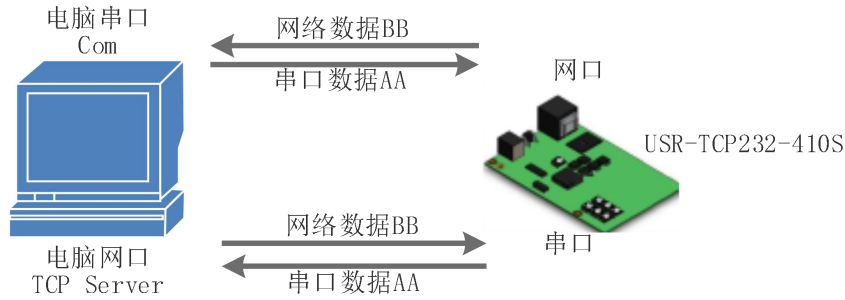 电脑串口
Com
网络数据BB
串口数据AA
网口
USR-TCP232-410S
网络数据BB
串口数据AA
串口
电脑网口
TCP Server